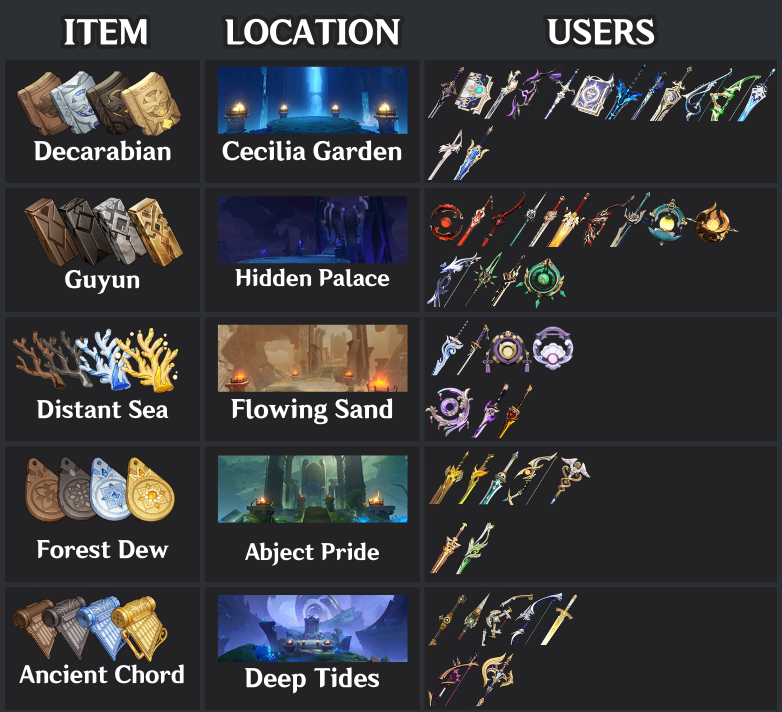 ITEM LOCATION USERS
Decarabian Cecilia Garden
Guyun Hidden Palace
Distant Sea Flowing Sand
Forest Dew Abject Pride
Ancient Chord Deep Tides